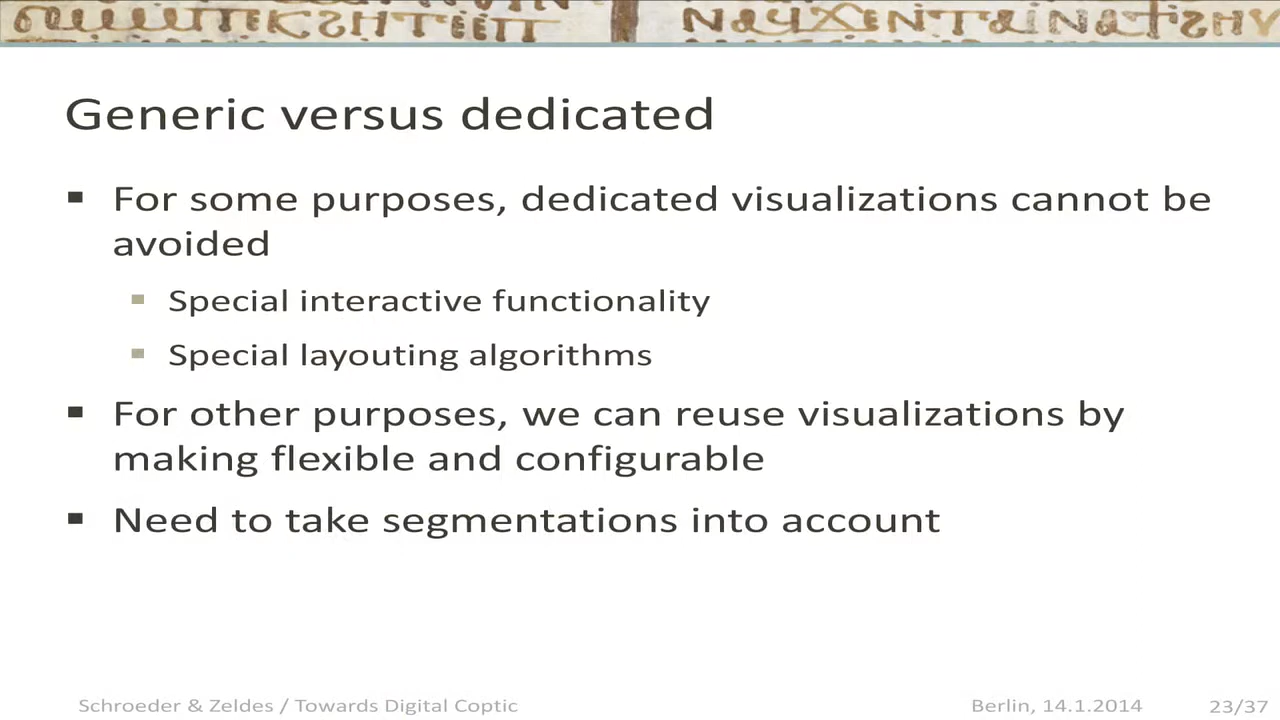 Generic versus dedicated
For some purposes, dedicated visualizations cannot be
avoided
Special interactive functionality
Special layouting algorithms
For other purposes, we can reuse visualizations by
making flexible and configurable
Need to take segmentations into account
Schroeder & Zeldes / Towards Digital Coptic
Berlin, 14.1.2014
23/37